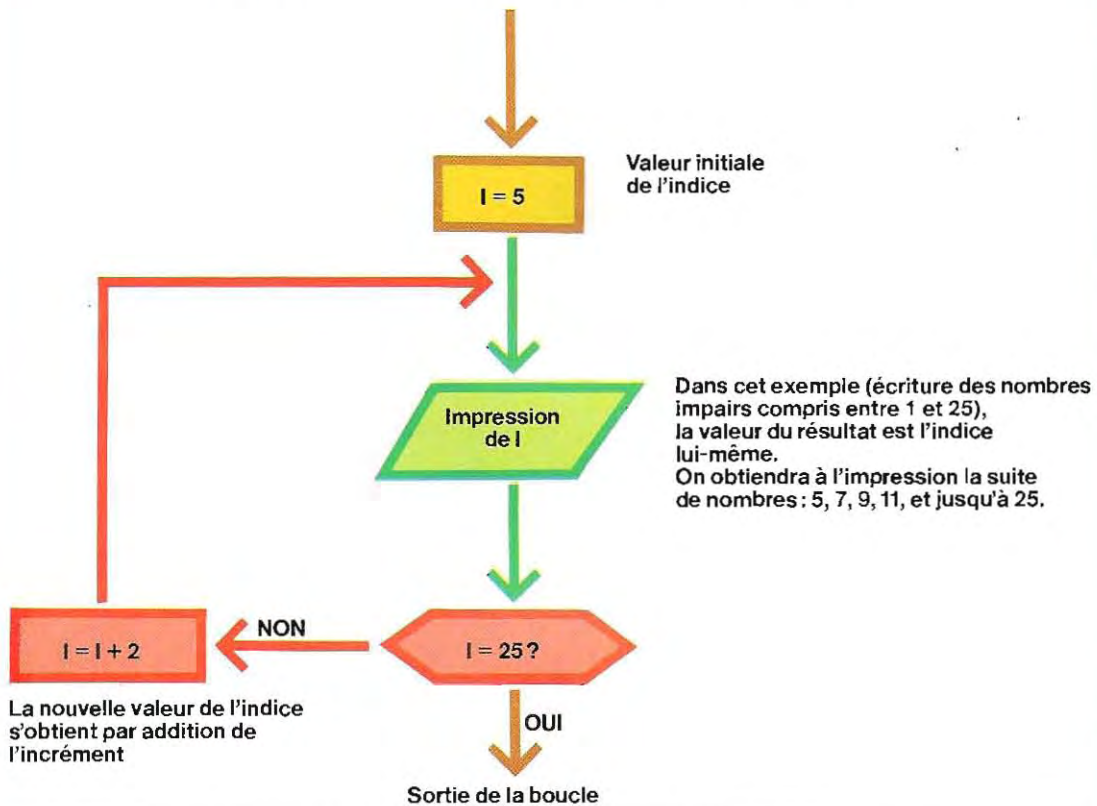 I = 5
Valeur initiale
de l'indice
Impression
de I
Dans cet exemple (écriture des nombres
impairs compris entre 1 et 25),
la valeur du résultat est l'indice
lui-même.
On obtiendra à l'impression la suite
de nombres : 5, 7, 9, 11, et jusqu'à 25.
I = 25 ?
NON
I = I + 2
La nouvelle valeur de l'indice
s'obtient par addition de
l'incrément
OUI
Sortie de la boucle